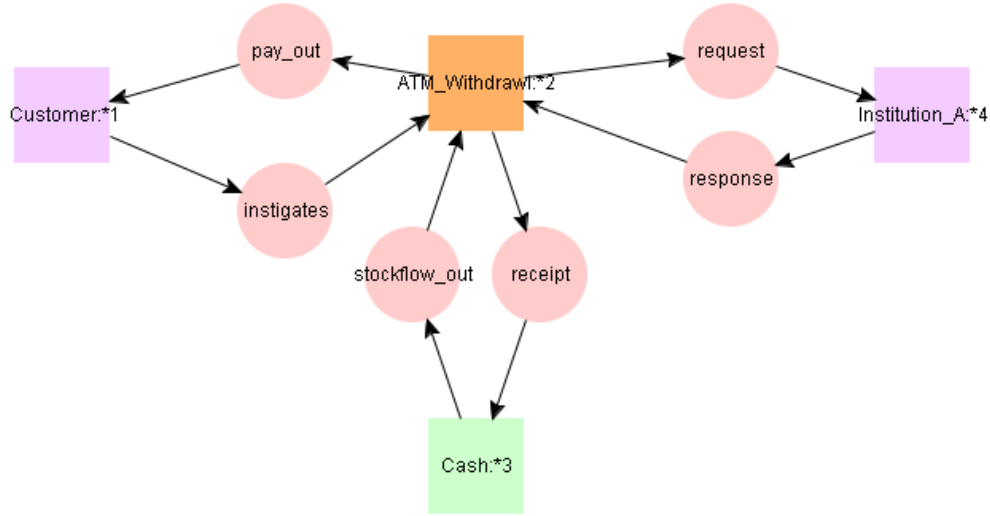 pay_out
request
ATM_Withdrawl:*2
Customer:*1
Institution_A:*4
response
instigates
stockflow_out
receipt
Cash:*3